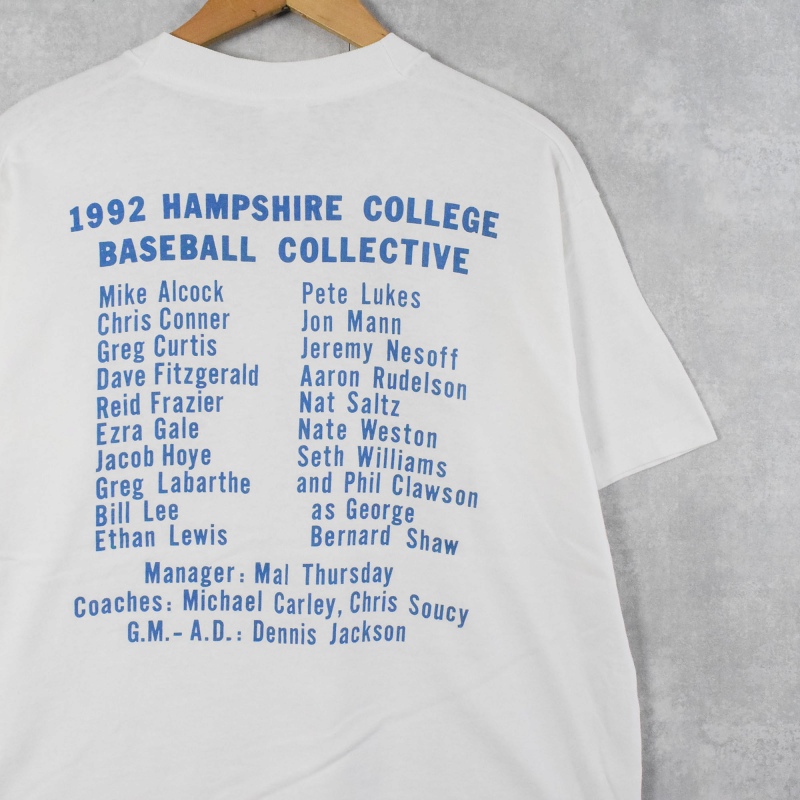 1992 HAMPSHIRE COLLEGE
BASEBALL COLLECTIVE
Mike Alcock
Chris Conner
Greg Curtis
Dave Fitzgerald
Reid Frazier
Ezra Gale
Jacob Hoye
Greg Labarthe
Bill Lee
Ethan Lewis
Pete Lukes
Jon Mann
Jeremy Nesoff
Aaron Rudelson
Nat Saltz
Nate Weston
Seth Williams
and Phil Clawson
as George
Bernard Shaw
Manager: Mal Thursday
Coaches: Michael Carley, Chris Soucy
G.M.- A.D.: Dennis Jackson